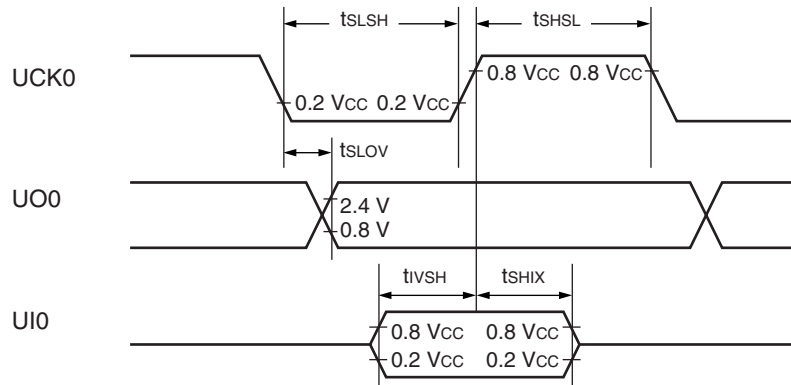 tSLSH tSHSL
UCK0
0.2 VCC 0.2 VCC
0.8 VCC 0.8 VCC
tSLOV
UO0
2.4 V
0.8 V
tIVSH tSHIX
UI0
0.8 VCC 0.8 VCC
0.2 VCC 0.2 VCC